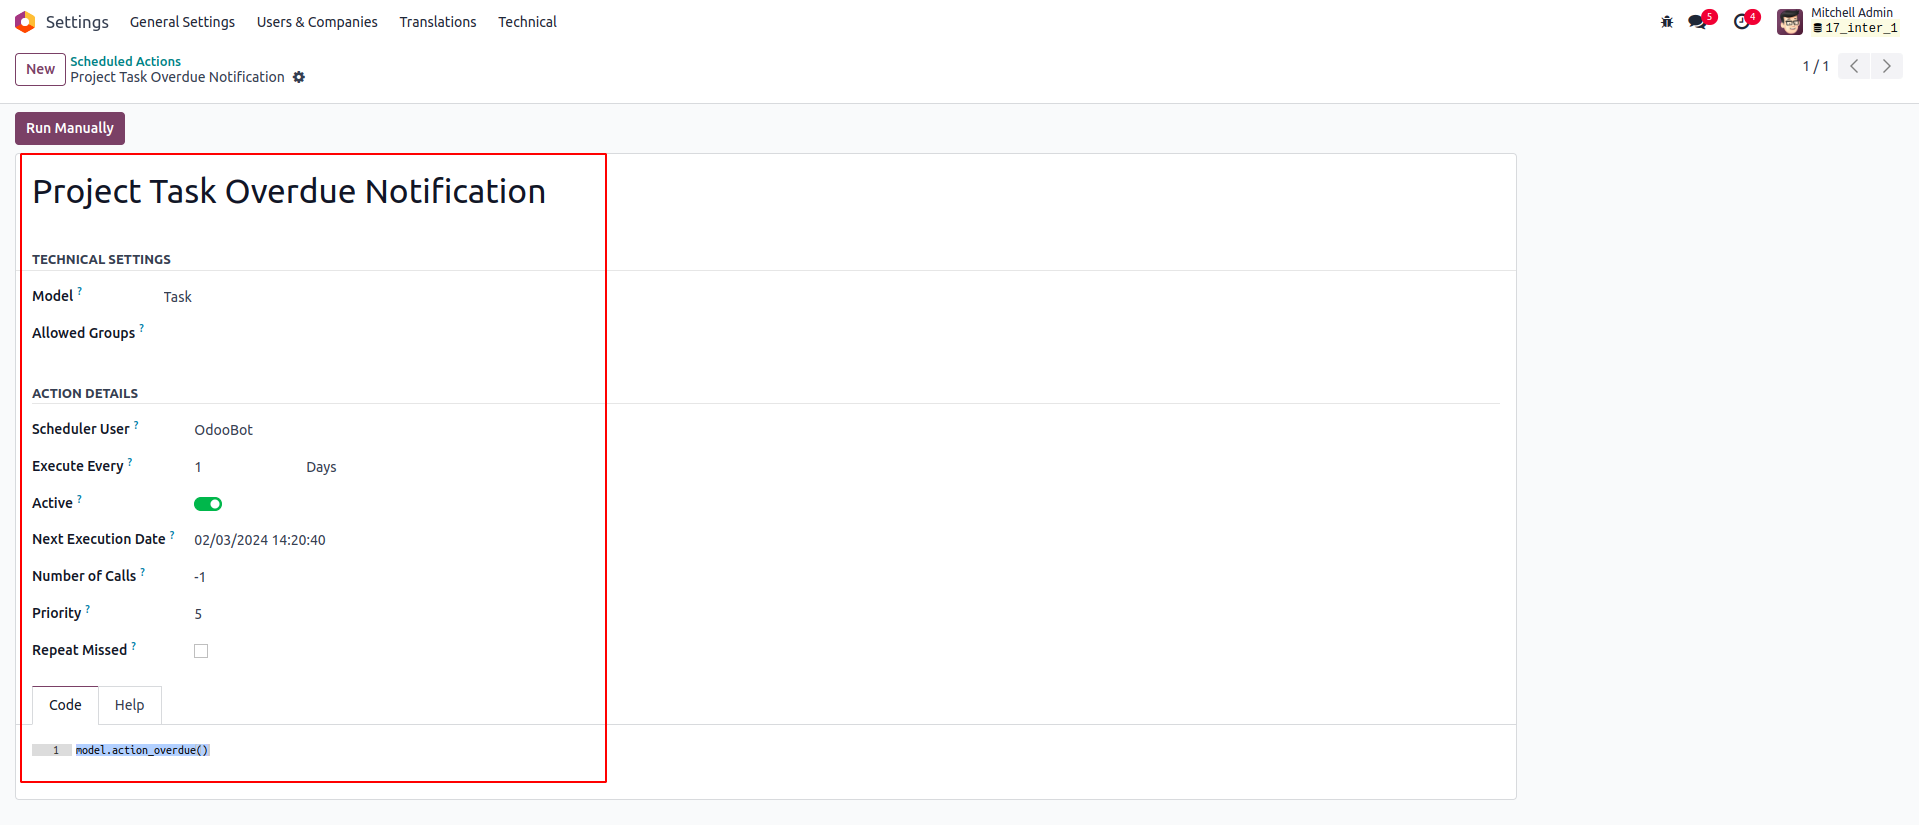 Settings General Settings Users & Companies Translations Technical 5 4 Mitchell Admin
17_inter_1
New Scheduled Actions
Project Task Overdue Notification 1 / 1
Run Manually
Project Task Overdue Notification
TECHNICAL SETTINGS
Model ? Task
Allowed Groups ?
ACTION DETAILS
Scheduler User ? OdooBot
Execute Every ? 1 Days
Active ?
Next Execution Date ? 02/03/2024 14:20:40
Number of Calls ? -1
Priority ? 5
Repeat Missed ?
Code Help
1 model.action_overdue()